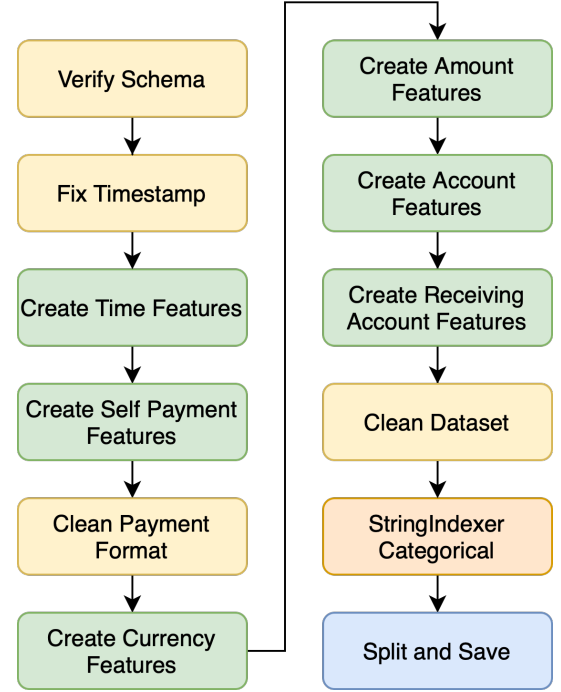 Verify Schema
Fix Timestamp
Create Time Features
Create Self Payment
Features
Clean Payment
Format
Create Currency
Features
Create Amount
Features
Create Account
Features
Create Receiving
Account Features
Clean Dataset
StringIndexer
Categorical
Split and Save